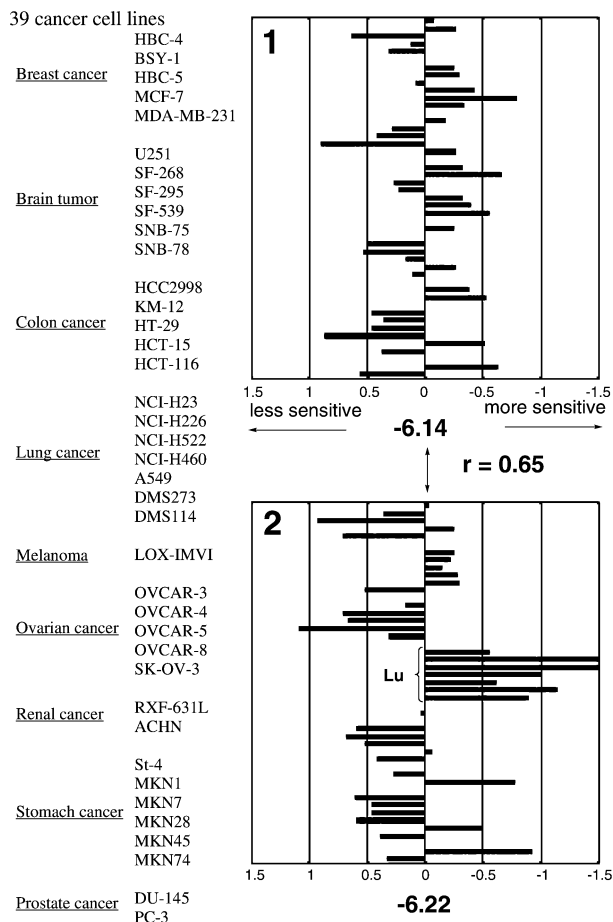 39 cancer cell lines
Breast cancer
HBC-4
BSY-1
HBC-5
MCF-7
MDA-MB-231
Brain tumor
U251
SF-268
SF-295
SF-539
SNB-75
SNB-78
Colon cancer
HCC2998
KM-12
HT-29
HCT-15
HCT-116
Lung cancer
NCI-H23
NCI-H226
NCI-H522
NCI-H460
A549
DMS273
DMS114
Melanoma
LOX-IMVI
Ovarian cancer
OVCAR-3
OVCAR-4
OVCAR-5
OVCAR-8
SK-OV-3
Renal cancer
RXF-631L
ACHN
Stomach cancer
St-4
MKN1
MKN7
MKN28
MKN45
MKN74
Prostate cancer
DU-145
PC-3
1
1.5 1 0.5 0 -0.5 -1 -1.5
less sensitive more sensitive
-6.14
r = 0.65
2
Lu
1.5 1 0.5 0 -0.5 -1 -1.5
-6.22